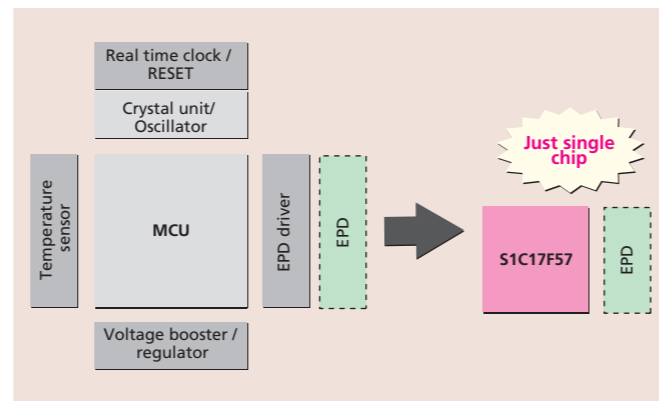 Real time clock /
RESET
Crystal unit/
Oscillator
Temperature
sensor
MCU
EPD driver
EPD
Voltage booster /
regulator
Just single
chip
S1C17F57
EPD